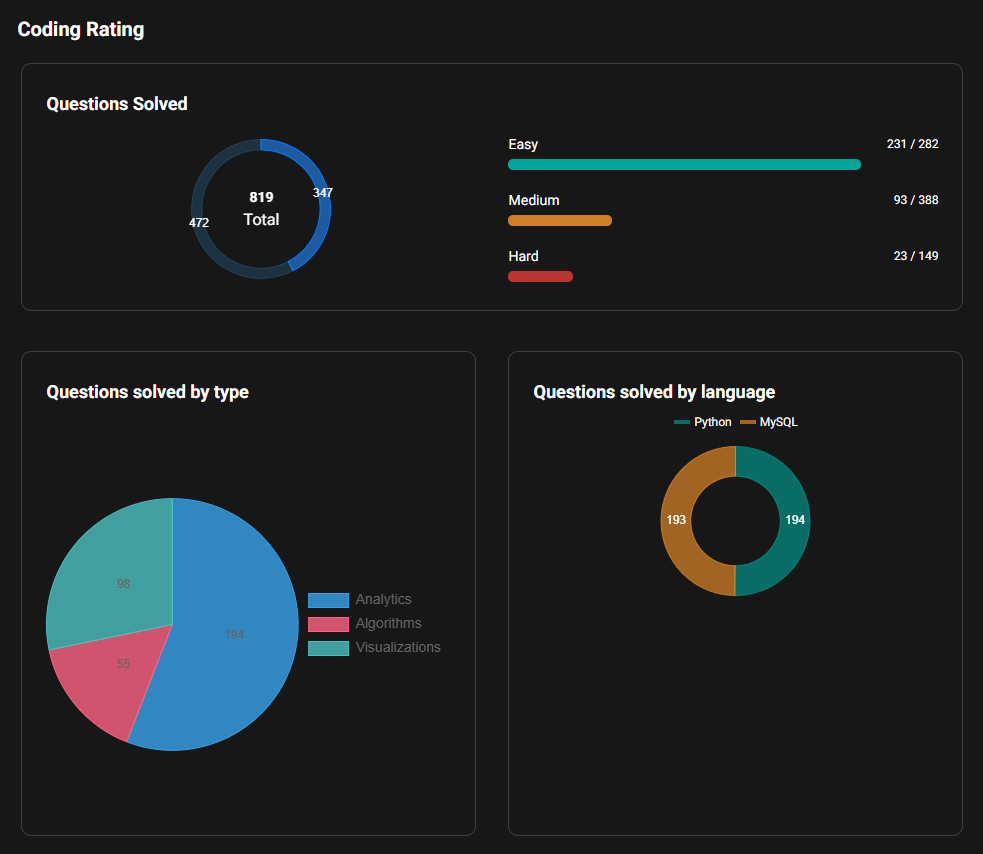 Coding Rating
Questions Solved
819
Total
347
472
Easy 231 / 282
Medium 93 / 388
Hard 23 / 149
Questions solved by type
98
194
55
Analytics
Algorithms
Visualizations
Questions solved by language
Python MySQL
193 194